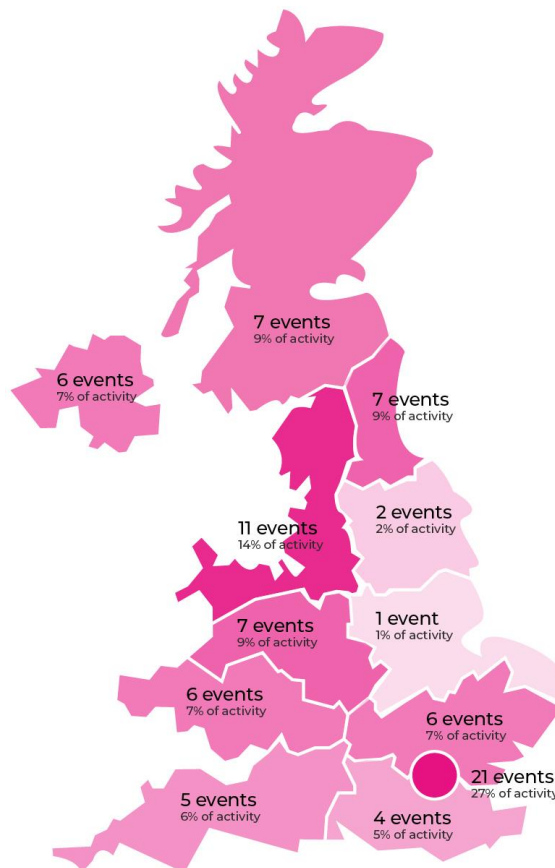 7 events
9% of activity
6 events
7% of activity
7 events
9% of activity
2 events
2% of activity
11 events
14% of activity
1 event
1% of activity
7 events
9% of activity
6 events
7% of activity
6 events
7% of activity
21 events
27% of activity
5 events
6% of activity
4 events
5% of activity